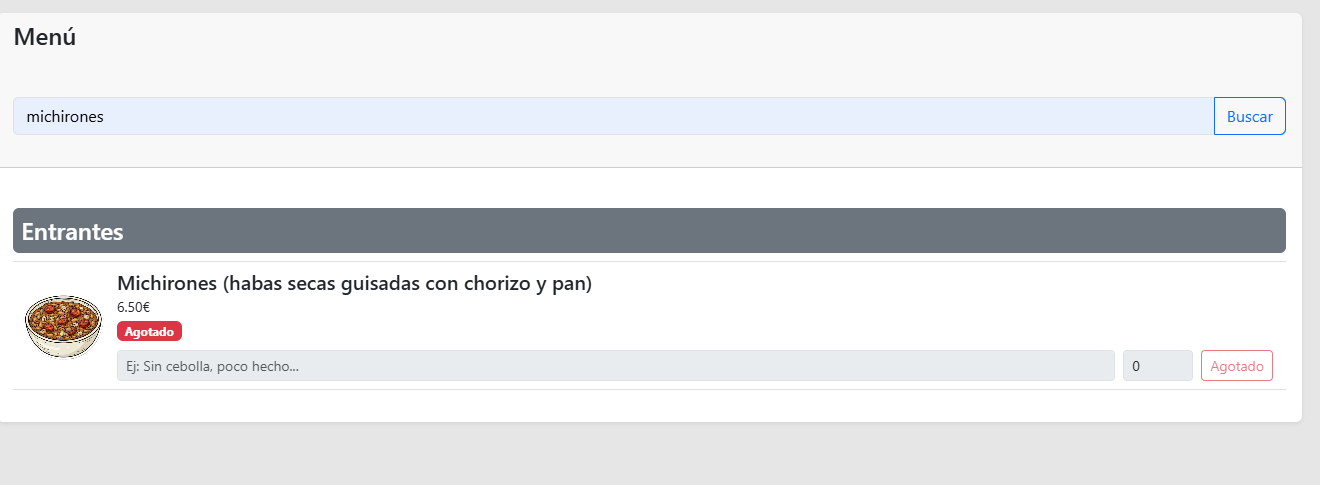 Menú
michirones
Buscar
Entrantes
Michirones (habas secas guisadas con chorizo y pan)
6.50€
Agotado
Ej: Sin cebolla, poco hecho...
0
Agotado